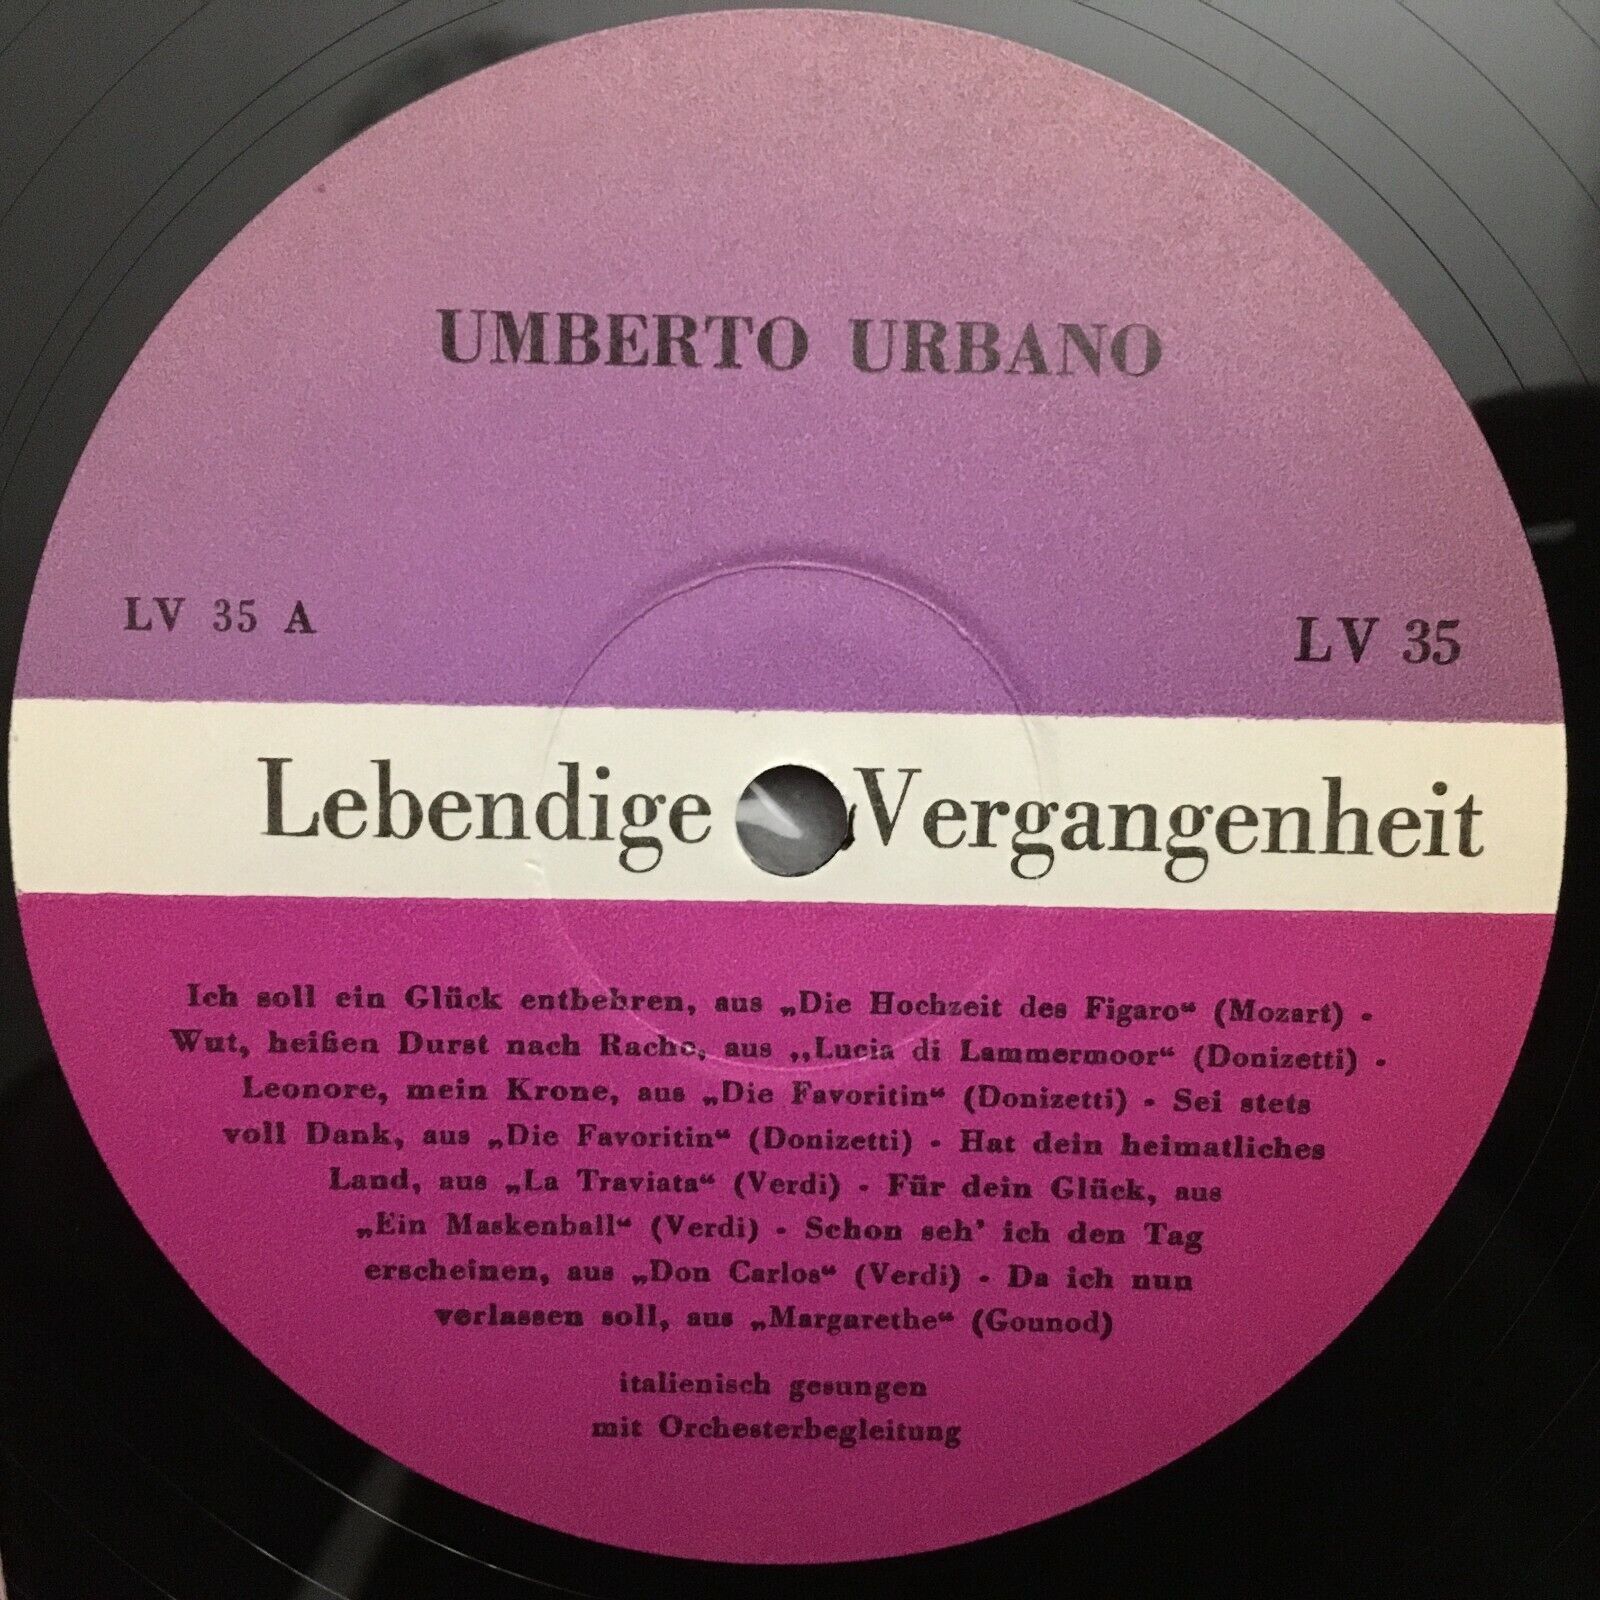 UMBERTO URBANO
LV 35 A
LV 35
Lebendige Vergangenheit
Ich soll ein Glück entbehren, aus „Die Hochzeit des Figaro“ (Mozart) -
Wut, heißen Durst nach Rache, aus ,,Lucia di Lammermoor“ (Donizetti) -
Leonore, mein Krone, aus „Die Favoritin“ (Donizetti) - Sei stets
voll Dank, aus „Die Favoritin“ (Donizetti) - Hat dein heimatliches
Land, aus „La Traviata“ (Verdi) - Für dein Glück, aus
„Ein Maskenball“ (Verdi) - Schon seh’ ich den Tag
erscheinen, aus „Don Carlos“ (Verdi) - Da ich nun
verlassen soll, aus „Margarethe“ (Gounod)
italienisch gesungen
mit Orchesterbegleitung